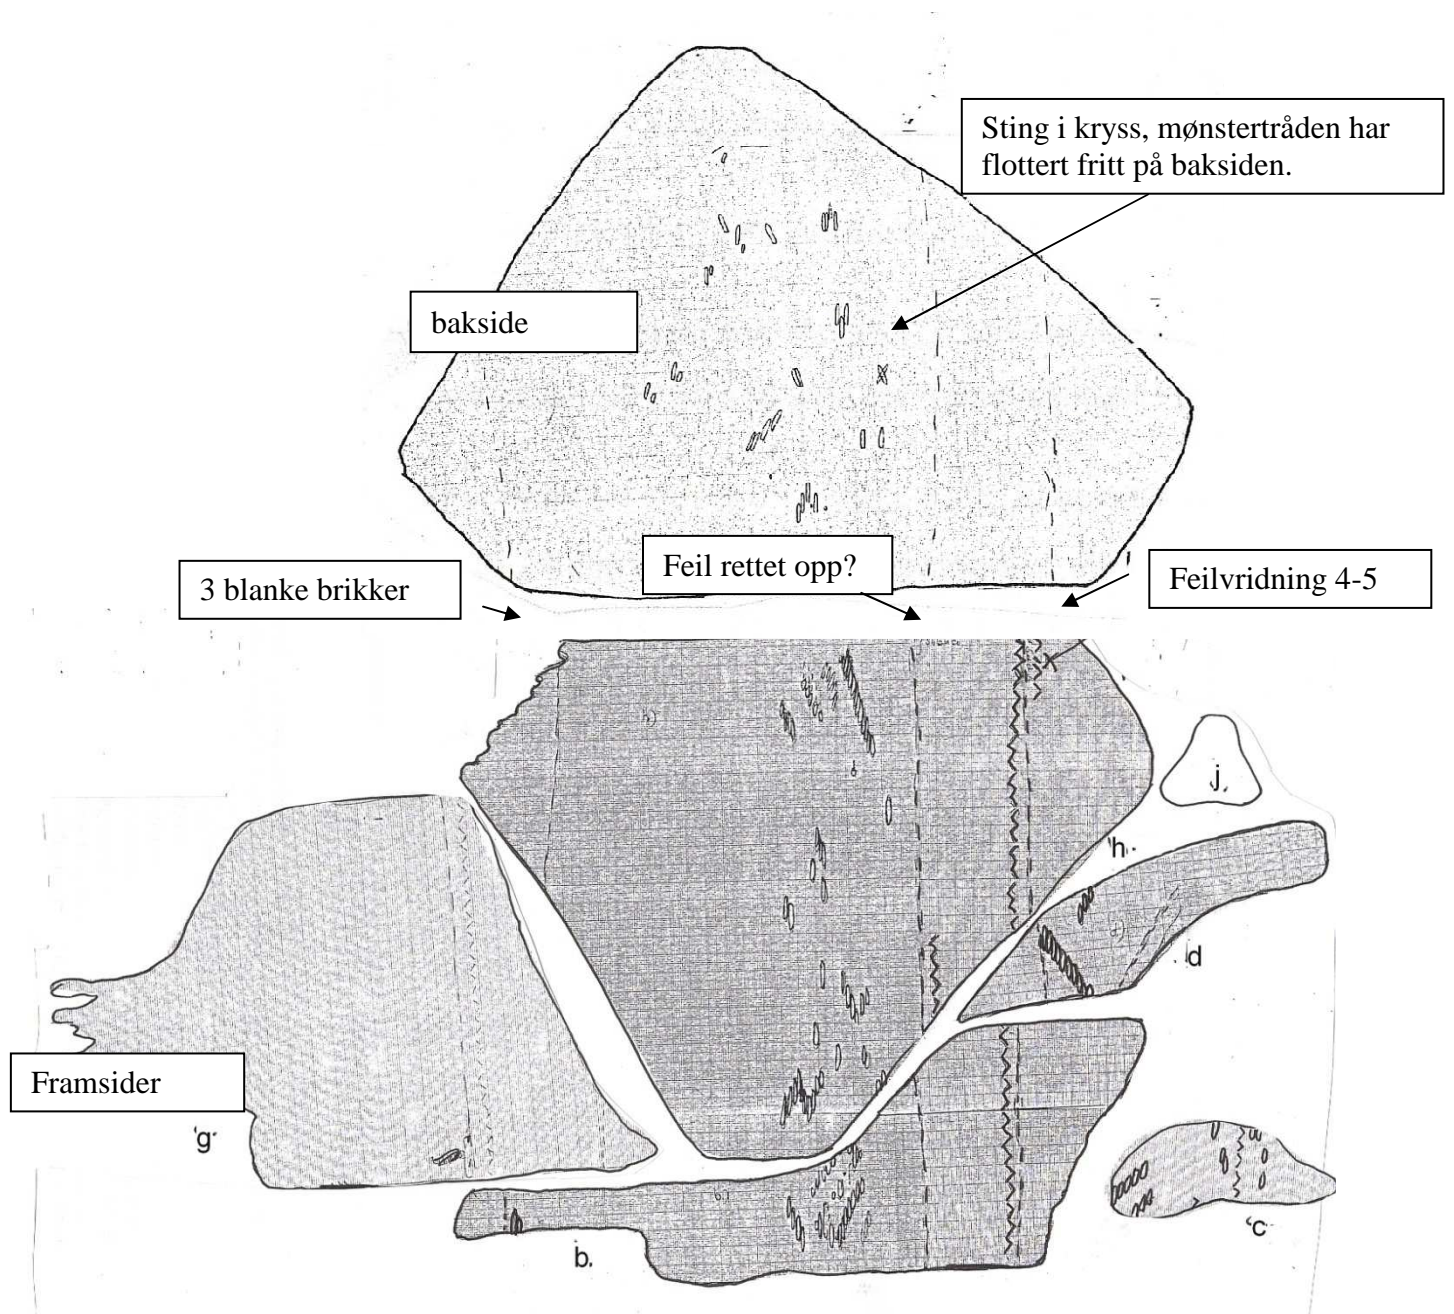 Sting i kryss, mønstertråden har
flottert fritt på baksiden.
bakside
Feil rettet opp?
3 blanke brikker
Feilvridning 4-5
j.
'h.
d
Framsider
'g.
b.
'c